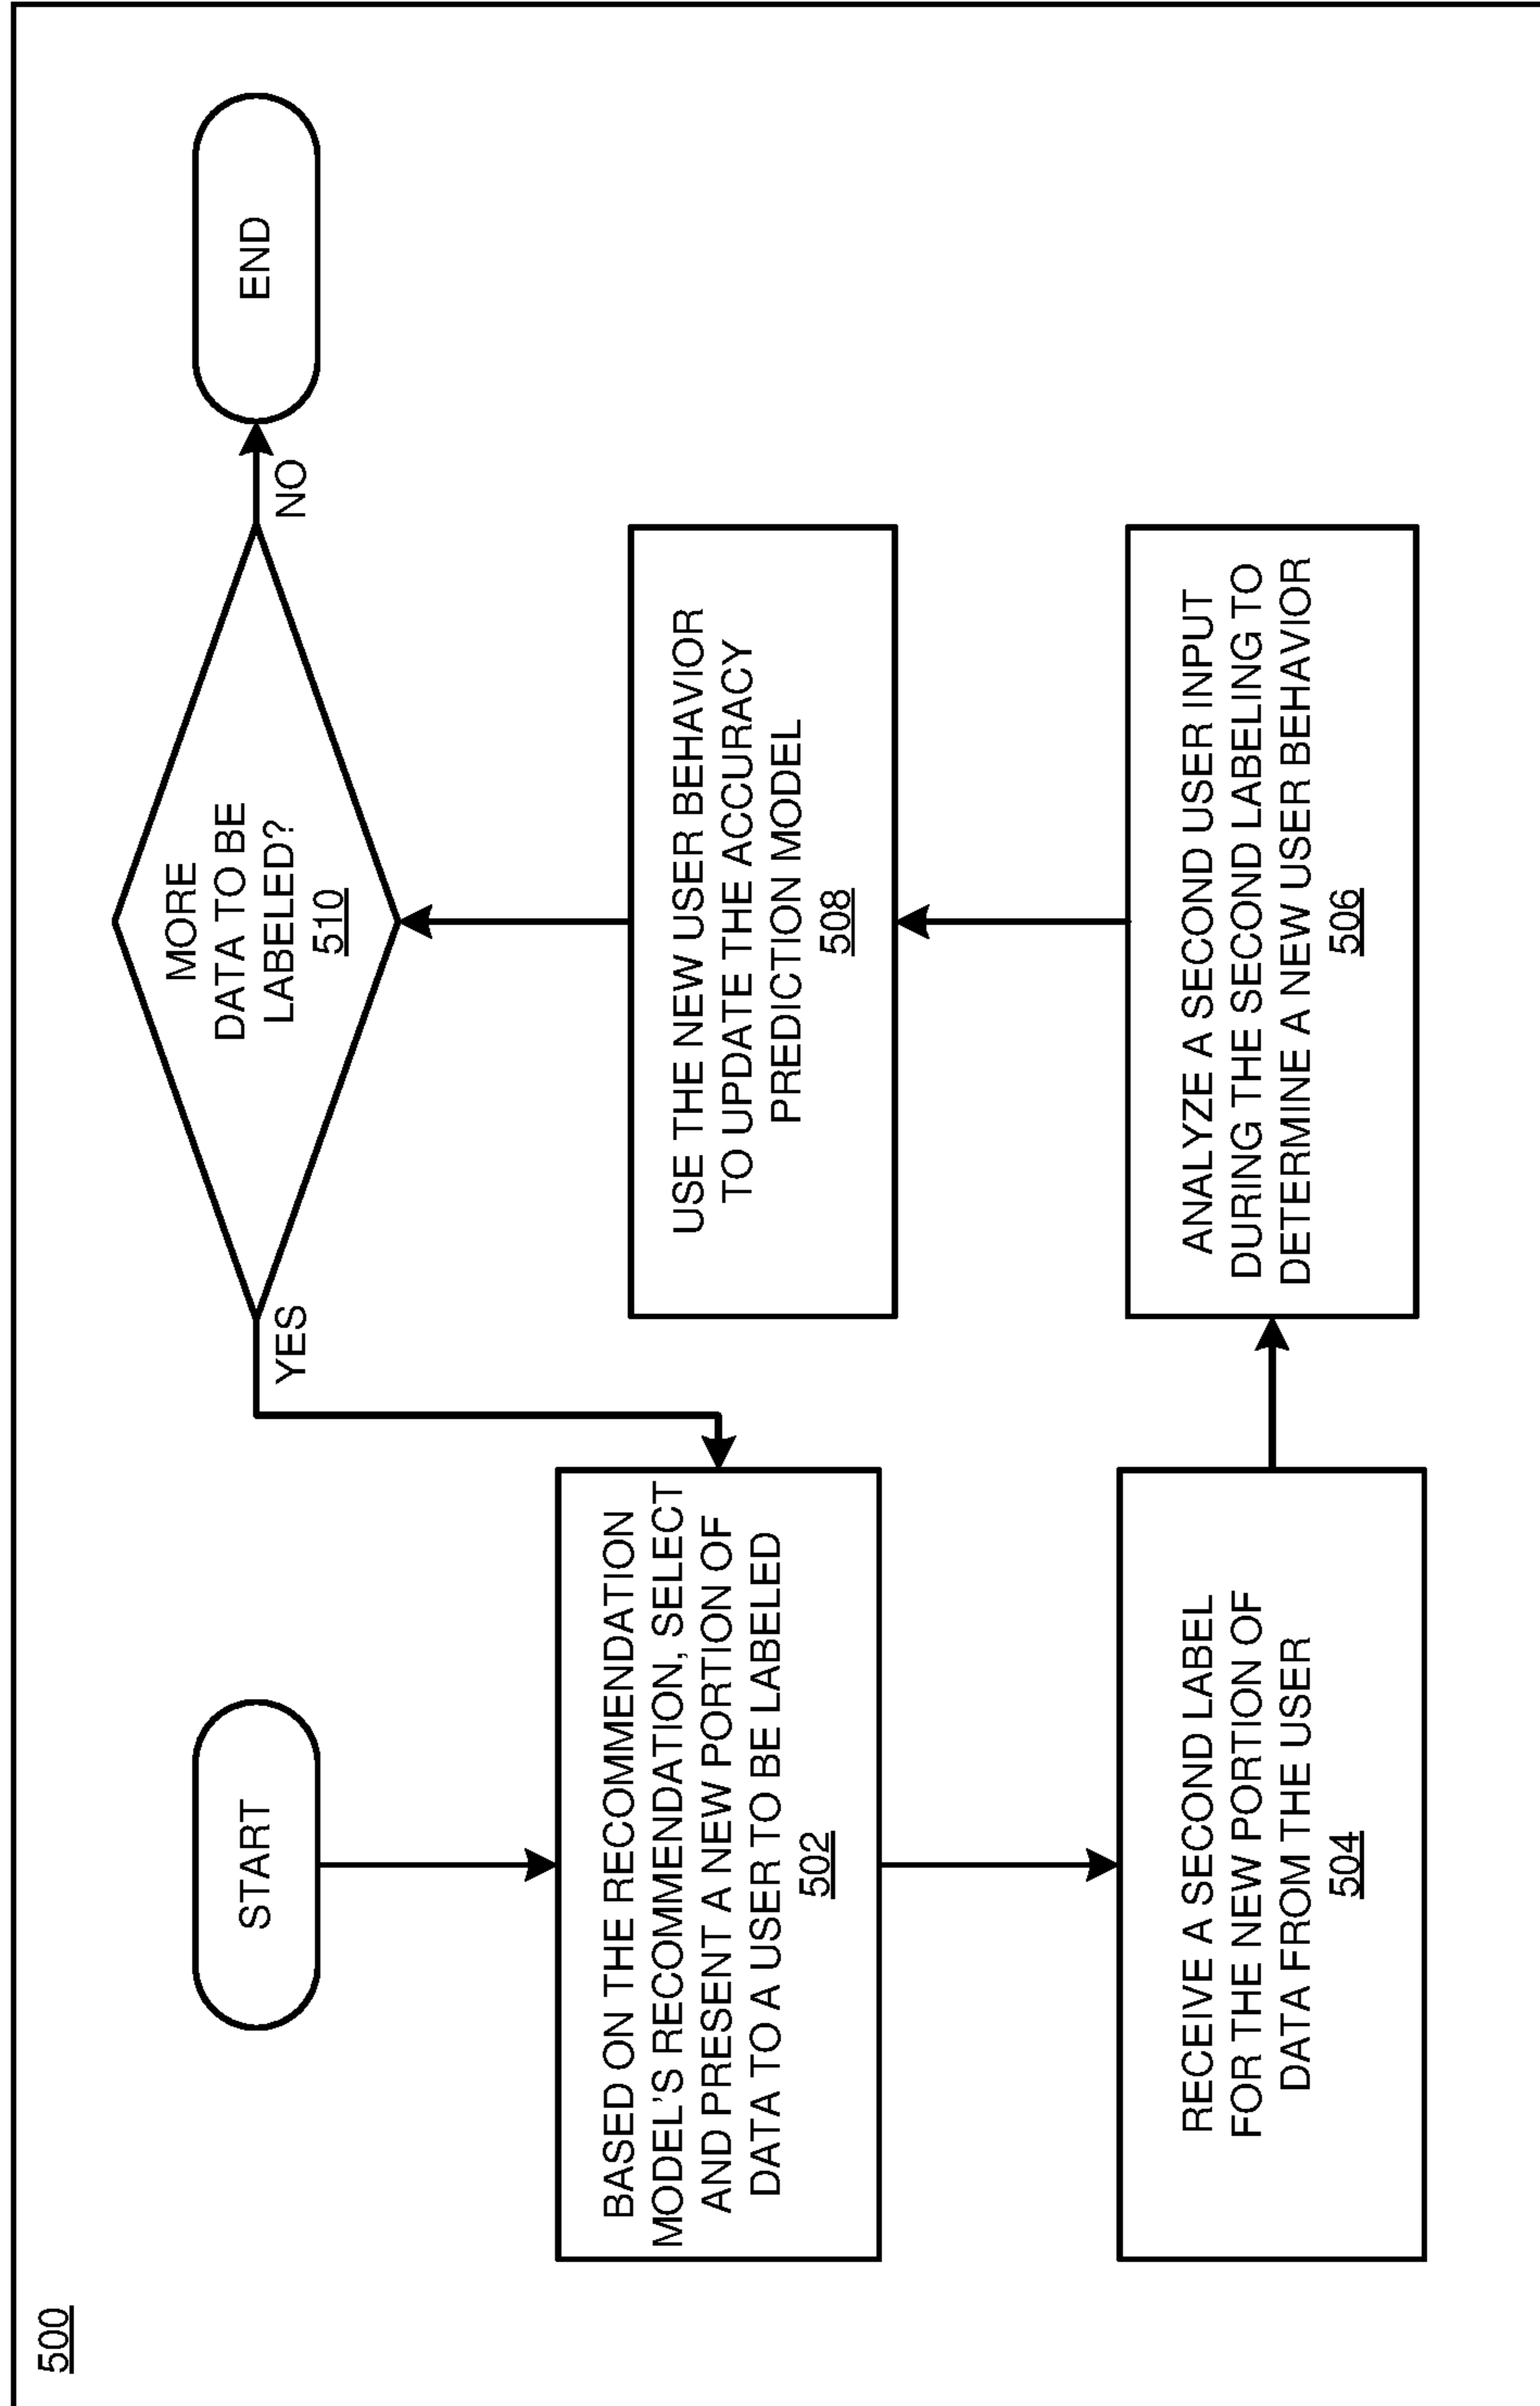 500
START
BASED ON THE RECOMMENDATION
MODEL'S RECOMMENDATION, SELECT
AND PRESENT A NEW PORTION OF
DATA TO A USER TO BE LABELED
502
RECEIVE A SECOND LABEL
FOR THE NEW PORTION OF
DATA FROM THE USER
504
ANALYZE A SECOND USER INPUT
DURING THE SECOND LABELING TO
DETERMINE A NEW USER BEHAVIOR
506
USE THE NEW USER BEHAVIOR
TO UPDATE THE ACCURACY
PREDICTION MODEL
508
MORE
DATA TO BE
LABELED?
510
YES
NO
END